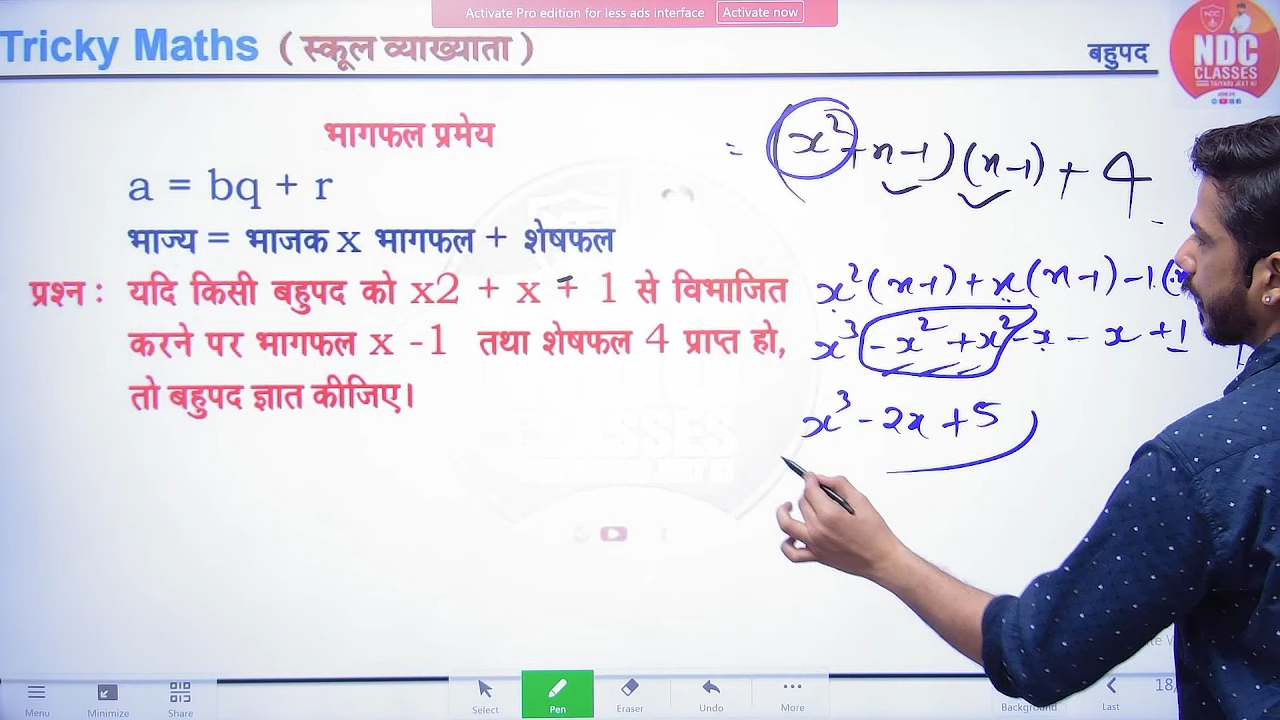 Activate Pro edition for less ads interface Activate now
Tricky Maths ( स्कूल व्याख्याता )
बहुपद
NDC
CLASSES
भागफल प्रमेय
a = bq + r
भाज्य = भाजक x भागफल + शेषफल
प्रश्न : यदि किसी बहुपद को x2 + x + 1 से विभाजित
करने पर भागफल x -1 तथा शेषफल 4 प्राप्त हो,
तो बहुपद ज्ञात कीजिए।
= (x²+x-1)(x-1)+4
x²(x-1)+x(x-1)-1(x
x³-x²+x²-x-x+1
x³-2x+5
Menu
Minimize
Share
Select
Pen
Eraser
Undo
More
Background
Last
18/